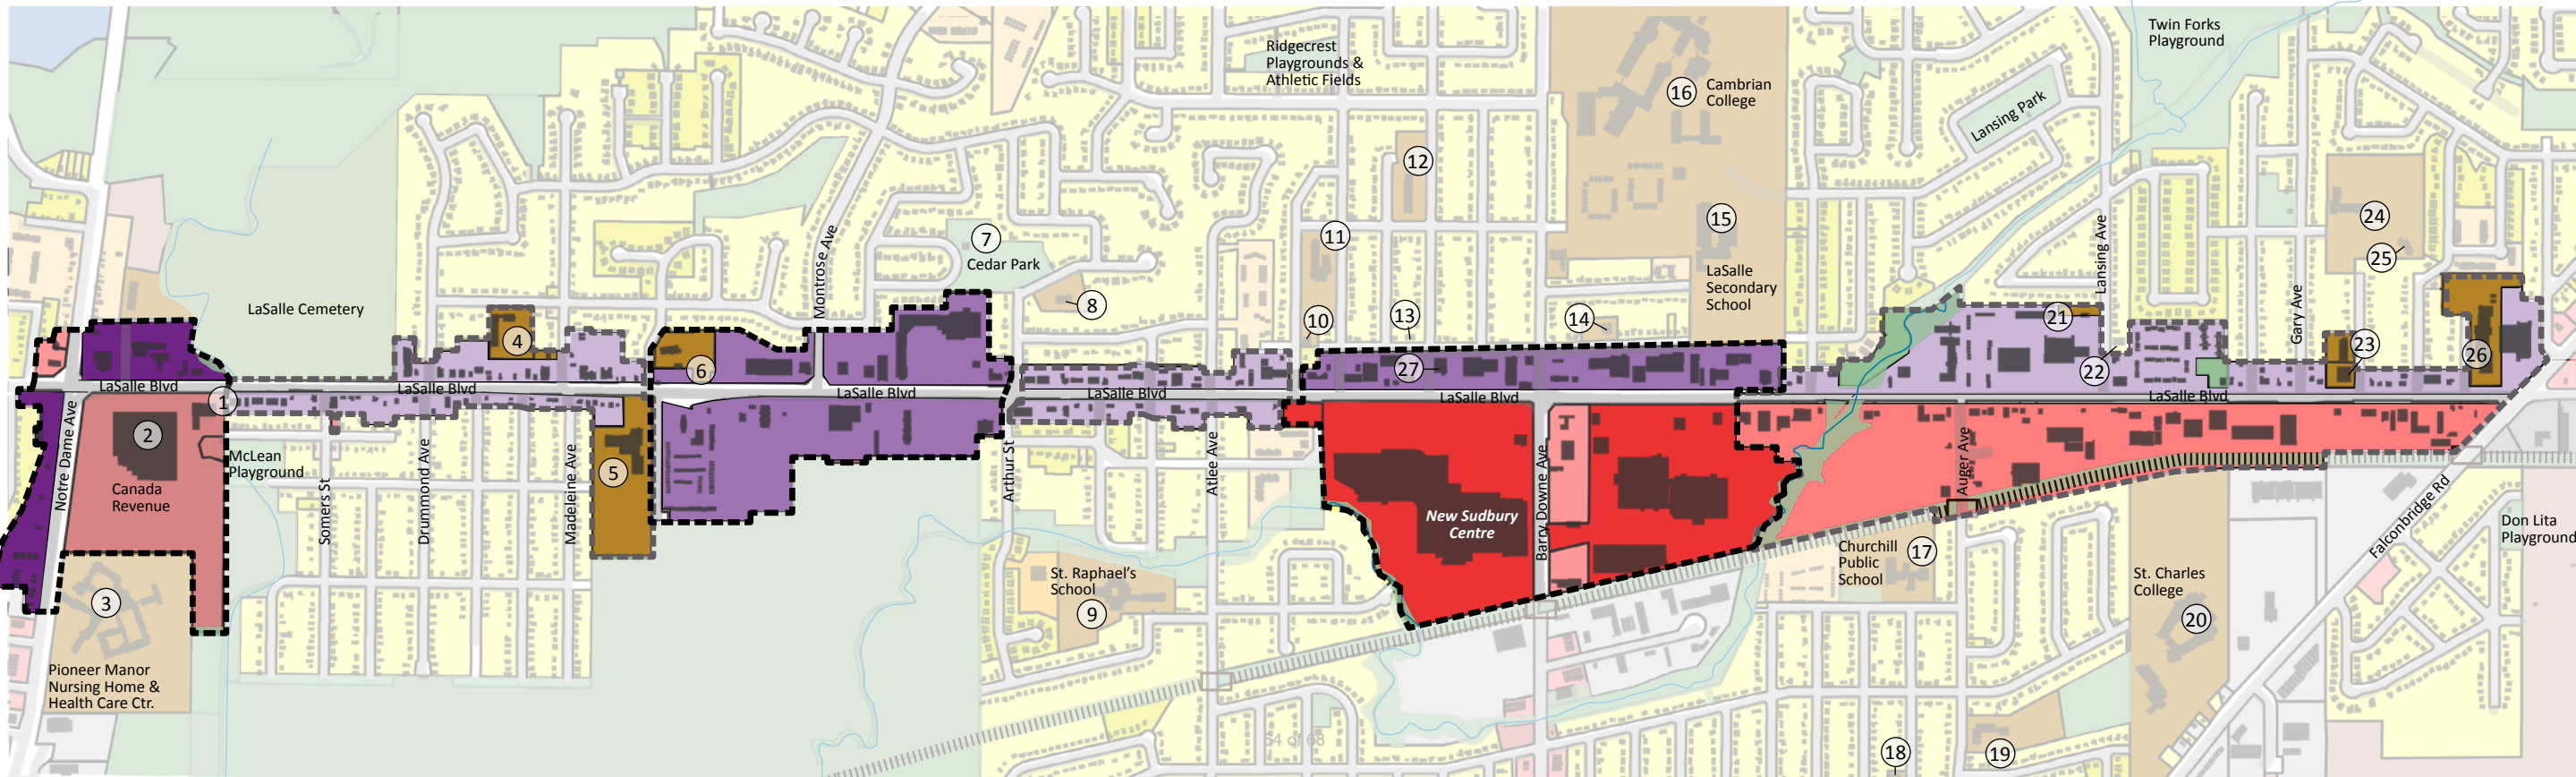 Twin Forks
Playground
Ridgecrest
Playgrounds &
Athletic Fields
16
Cambrian
College
Lansing Park
12
15
24
7
Cedar Park
11
25
Montrose Ave
Lansing Ave
LaSalle
Secondary
School
LaSalle Cemetery
8
10
13
14
Gary Ave
21
22
23
4
6
27
26
LaSalle Blvd
LaSalle Blvd
LaSalle Blvd
LaSalle Blvd
LaSalle Blvd
LaSalle Blvd
1
2
Notre Dame Ave
Canada
Revenue
McLean
Playground
Somers St
Drummond Ave
Madeleine Ave
5
Arthur St
Atlee Ave
New Sudbury
Centre
Barry Downe Ave
Auger Ave
Falconbridge Rd
Don Lita
Playground
Churchill
Public
School
17
St. Raphael's
School
9
St. Charles
College
20
3
Pioneer Manor
Nursing Home &
Health Care Ctr.
54 of 68
18
19